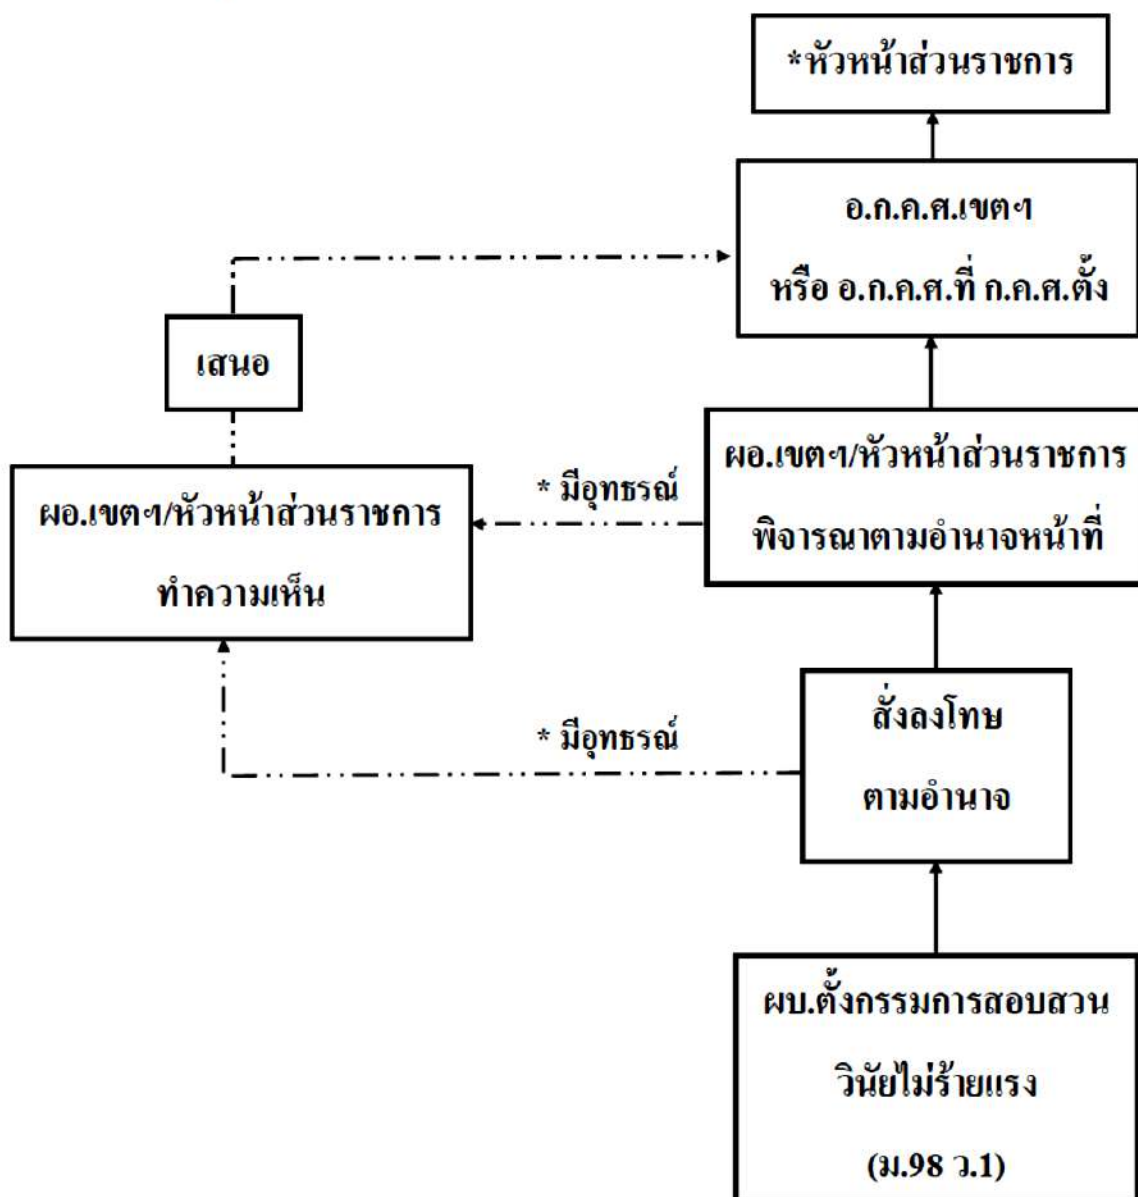 *หัวหน้าส่วนราชการ
อ.ก.ค.ศ.เขตฯ
หรือ อ.ก.ค.ศ.ที่ ก.ค.ศ.ตั้ง
เสนอ
ผอ.เขตฯ/หัวหน้าส่วนราชการ
พิจารณาตามอำนาจหน้าที่
* มีอุทธรณ์
ผอ.เขตฯ/หัวหน้าส่วนราชการ
ทำความเห็น
สั่งลงโทษ
ตามอำนาจ
* มีอุทธรณ์
ผบ.ตั้งกรรมการสอบสวน
วินัยไม่ร้ายแรง
(ม.98 ว.1)